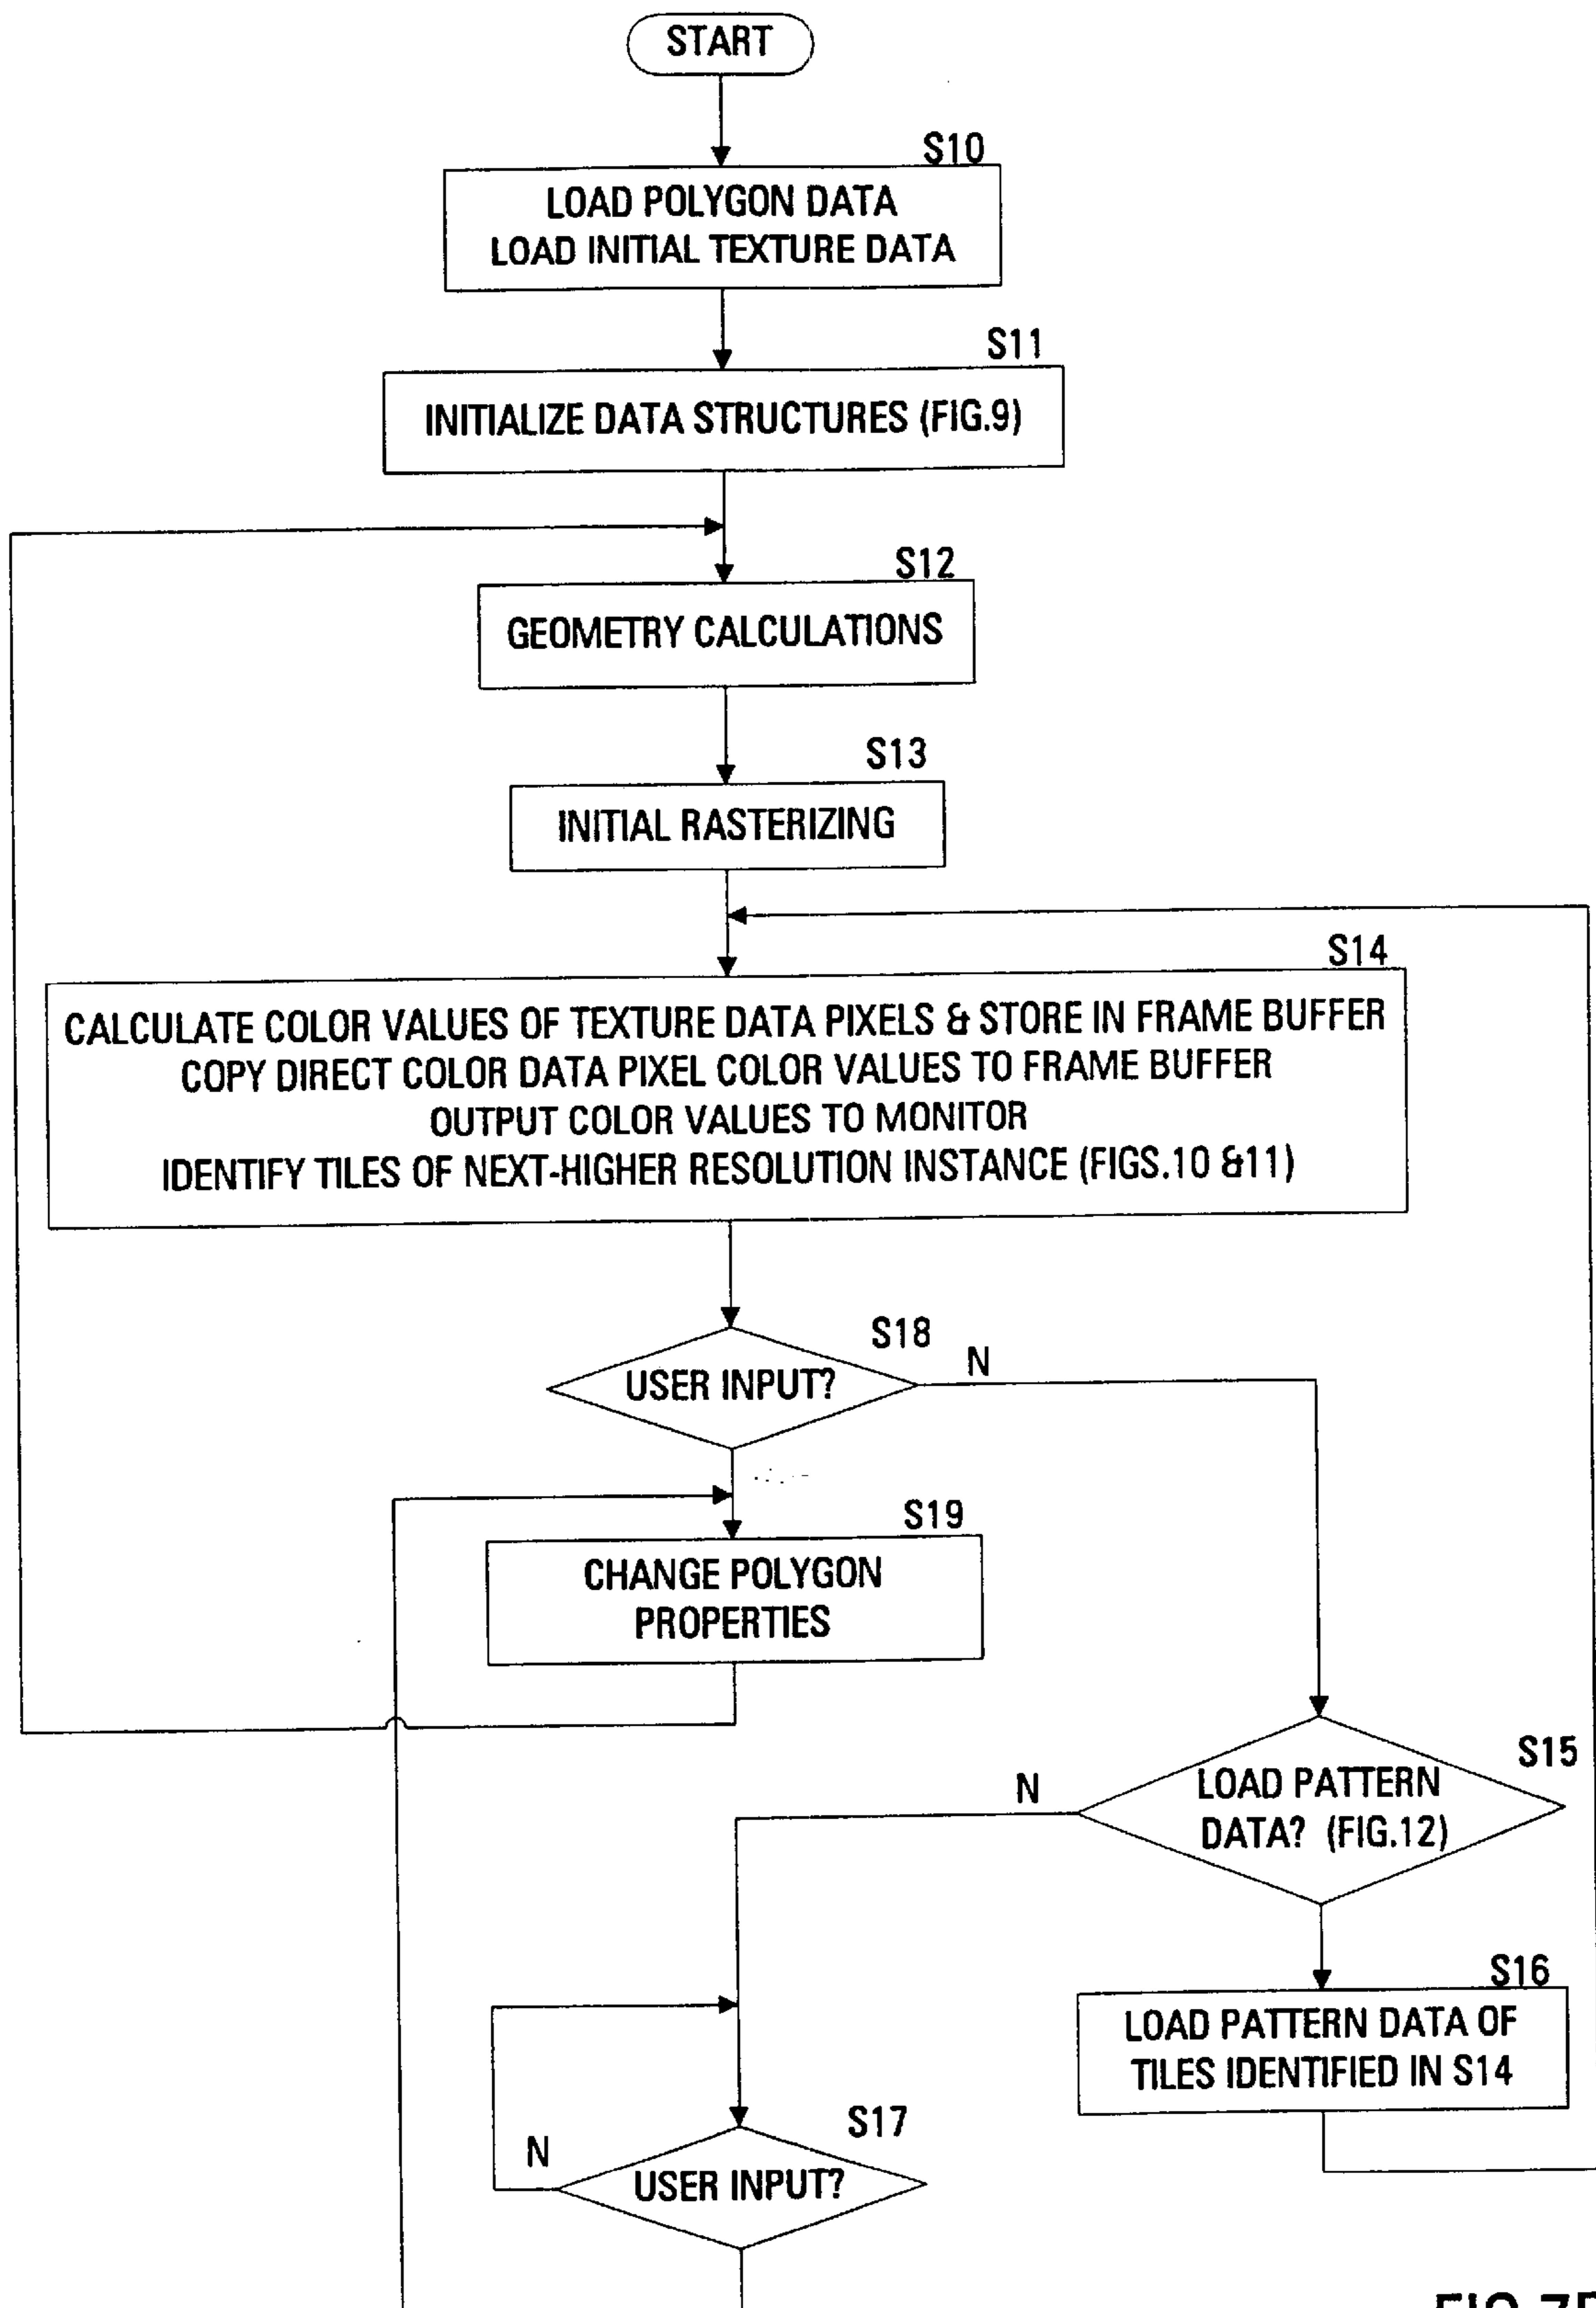 START
S10
LOAD POLYGON DATA
LOAD INITIAL TEXTURE DATA
S11
INITIALIZE DATA STRUCTURES (FIG.9)
S12
GEOMETRY CALCULATIONS
S13
INITIAL RASTERIZING
S14
CALCULATE COLOR VALUES OF TEXTURE DATA PIXELS & STORE IN FRAME BUFFER
COPY DIRECT COLOR DATA PIXEL COLOR VALUES TO FRAME BUFFER
OUTPUT COLOR VALUES TO MONITOR
IDENTIFY TILES OF NEXT-HIGHER RESOLUTION INSTANCE (FIGS.10 &11)
S18
USER INPUT?
N
S19
CHANGE POLYGON
PROPERTIES
S15
LOAD PATTERN
DATA? (FIG.12)
N
S16
LOAD PATTERN DATA OF
TILES IDENTIFIED IN S14
S17
USER INPUT?
N